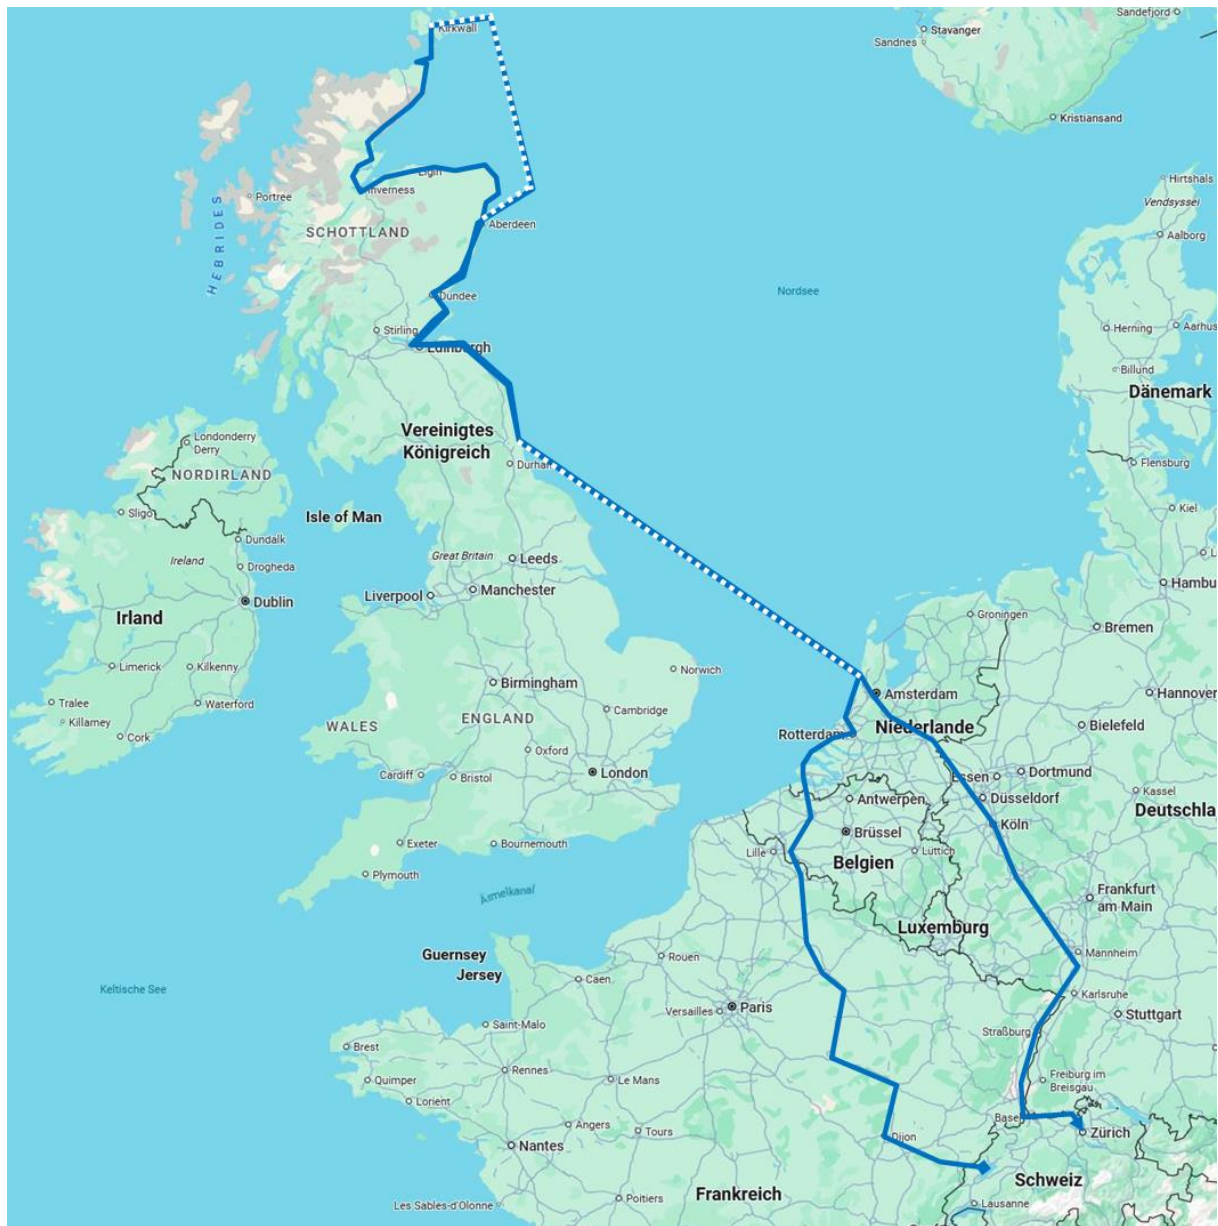 Sandefjord
Stavanger
Sandnes
Kirkwall
Kristiansand
Hirtshals
Vendsyssel
Aalborg
Elgin
Inverness
Portree
HEBRIDES
SCHOTTLAND
Aberdeen
Nordsee
Dundee
Stirling
Edinburgh
Herning
Aarhus
Billund
Dänemark
Vereinigtes
Königreich
Londonderry
Derry
NORDIRLAND
Durham
Flensburg
Isle of Man
Sligo
Kiel
Dundalk
Ireland
Drogheda
Great Britain
Leeds
Hambu
Liverpool
Manchester
Dublin
Irland
Groningen
Bremen
Limerick
Kilkenny
Norwich
Birmingham
Amsterdam
Hannover
Tralee
Killarney
Waterford
Cork
WALES
ENGLAND
Cambridge
Rotterdam
Niederlande
Bielefeld
Oxford
Cardiff
Bristol
London
Essen
Dortmund
Düsseldorf
Kassel
Antwerpen
Deutschla
Köln
Brüssel
Exeter
Bournemouth
Lille
Belgien
Lüttich
Plymouth
Ärmelkanal
Frankfurt
am Main
Luxemburg
Guernsey
Jersey
Rouen
Mannheim
Caen
Keltische See
Karlsruhe
Versailles
Paris
Stuttgart
Saint-Malo
Straßburg
Brest
Rennes
Le Mans
Quimper
Freiburg im
Breisgau
Lorient
Basel
Angers
Tours
Dijon
Zürich
Nantes
Schweiz
Frankreich
Poitiers
Les Sables-d'Olonne
Lausanne